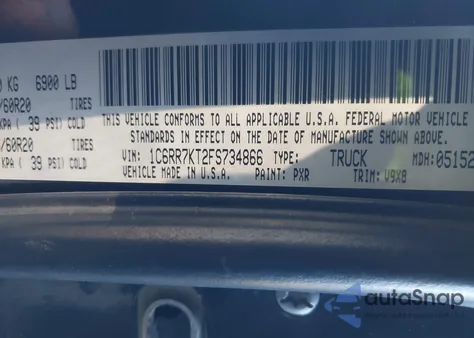 0 KG 6900 LB
/60R20 TIRES
KPA ( 39 PSI) COLD
/60R20 TIRES
KPA ( 39 PSI) COLD
THIS VEHICLE CONFORMS TO ALL APPLICABLE U.S.A. FEDERAL MOTOR VEHICLE
STANDARDS IN EFFECT ON THE DATE OF MANUFACTURE SHOWN ABOVE.
VIN: 1C6RR7KT2FS734866 TYPE: TRUCK MDH: 05152
VEHICLE MADE IN U.S.A. PAINT: PXR TRIM: V9X8
autoSnap